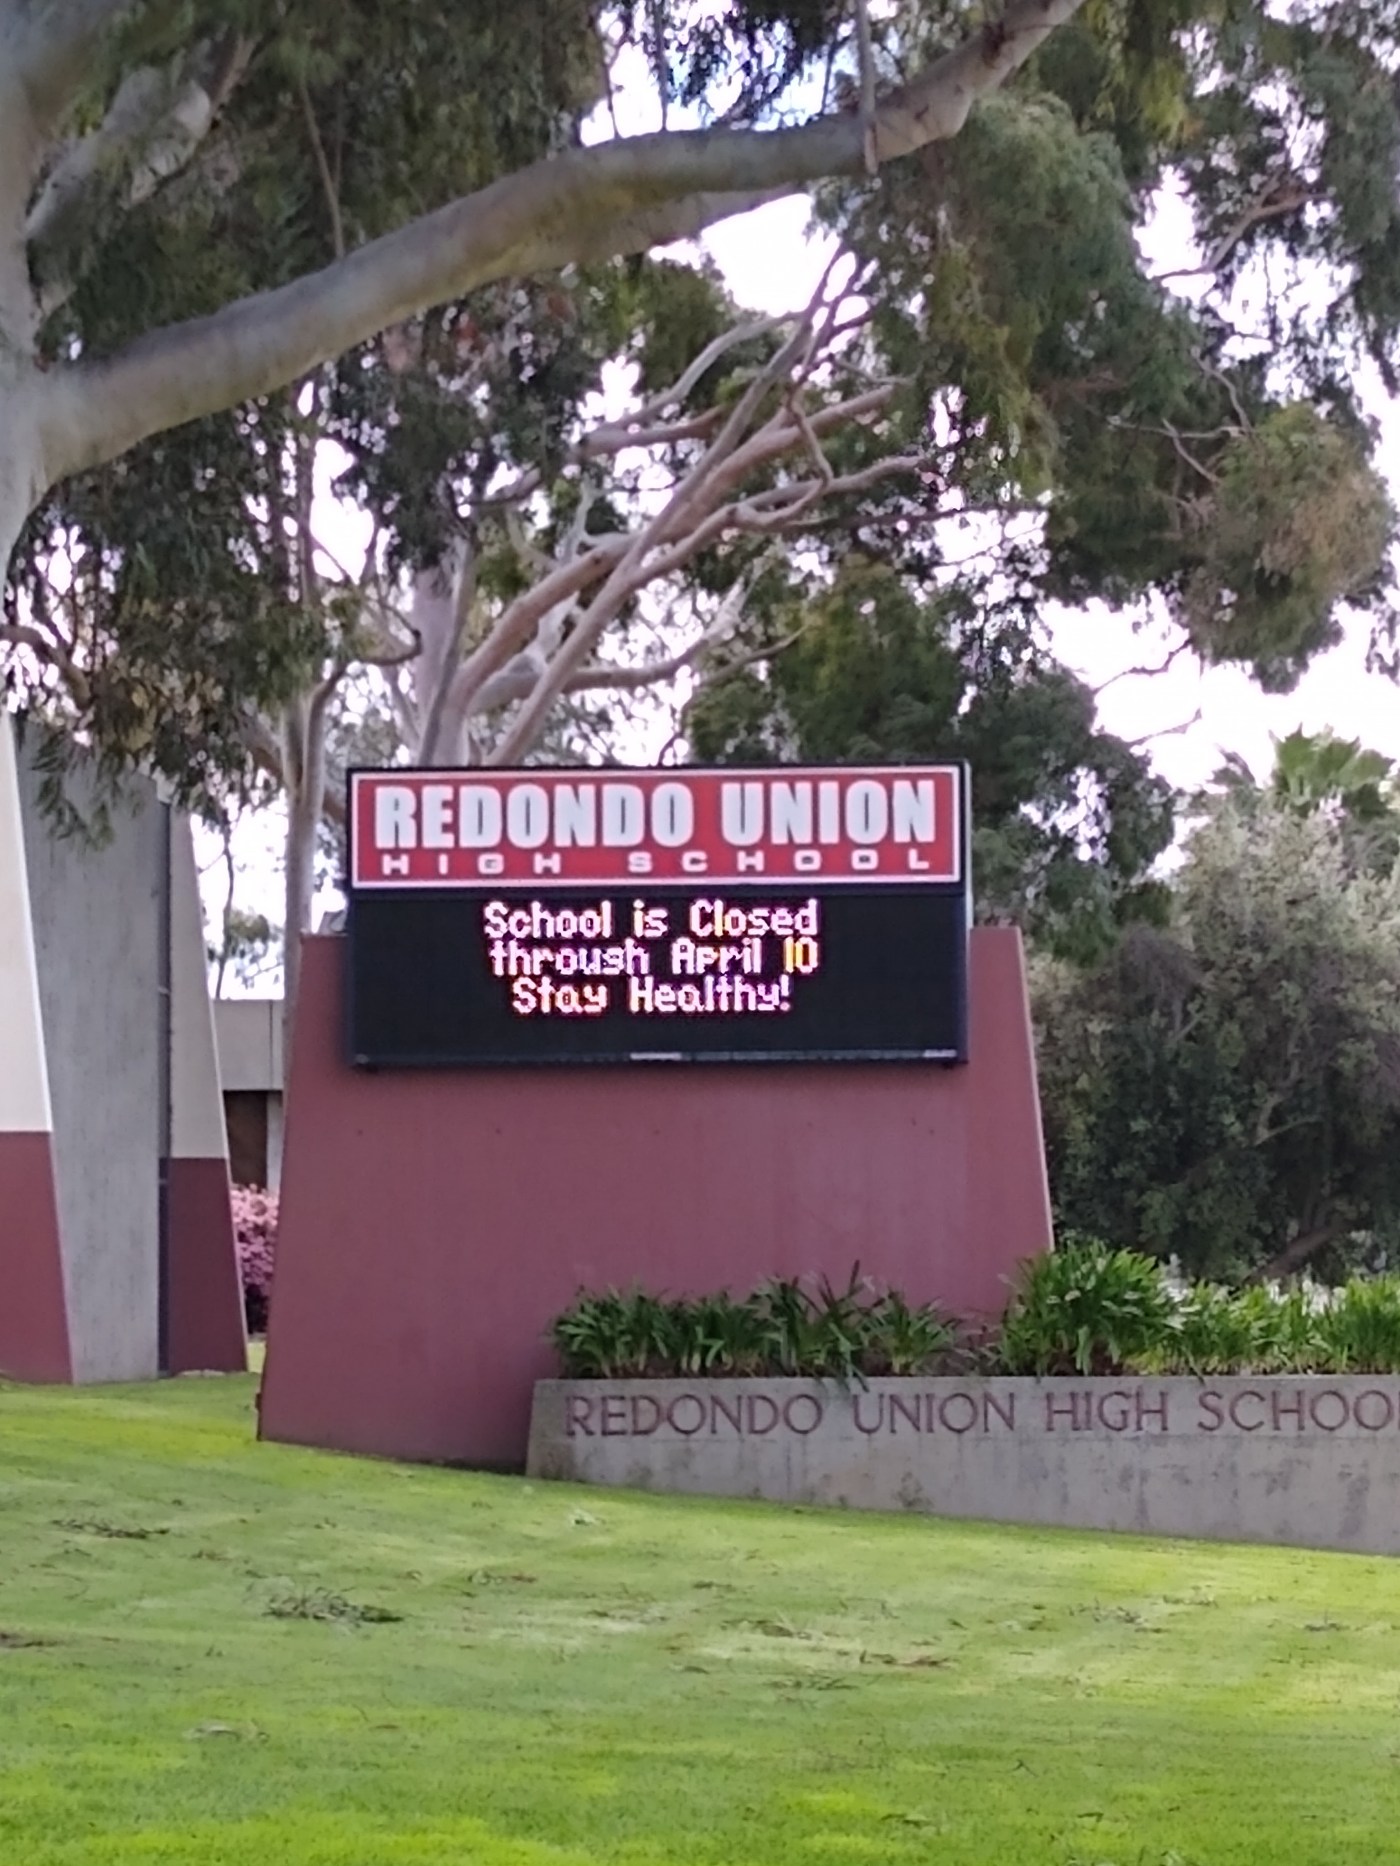 REDONDO UNION
HIGH SCHOOL
School is Closed
through April 10
Stay Healthy!
REDONDO UNION HIGH SCHOO